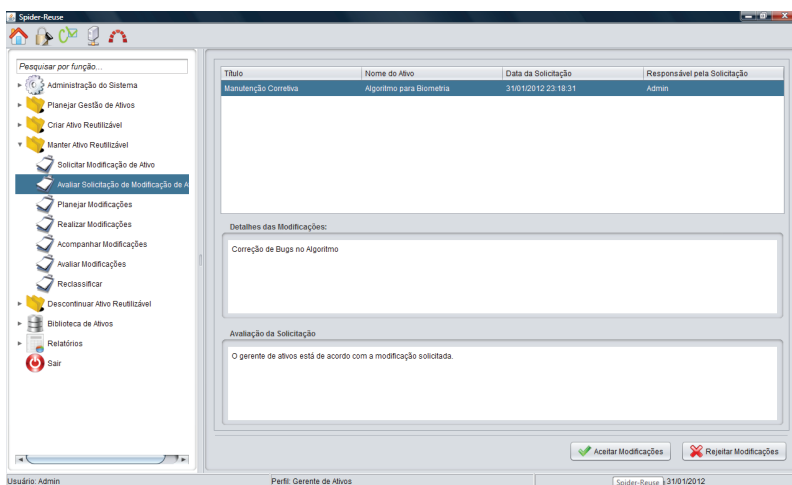 Spider-Reuse
Pesquisar por função...
Administração do Sistema
Planejar Gestão de Ativos
Criar Ativo Reutilizável
Manter Ativo Reutilizável
Solicitar Modificação de Ativo
Avaliar Solicitação de Modificação de A
Planejar Modificações
Realizar Modificações
Acompanhar Modificações
Avaliar Modificações
Reclassificar
Descontinuar Ativo Reutilizável
Biblioteca de Ativos
Relatórios
Sair
Título Nome do Ativo Data da Solicitação Responsável pela Solicitação
Manutenção Corretiva Algoritmo para Biometria 31/01/2012 23:18:31 Admin
Detalhes das Modificações:
Correção de Bugs no Algoritmo
Avaliação da Solicitação
O gerente de ativos está de acordo com a modificação solicitada.
Aceitar Modificações Rejeitar Modificações
Usuário: Admin Perfil: Gerente de Ativos Spider-Reuse 31/01/2012